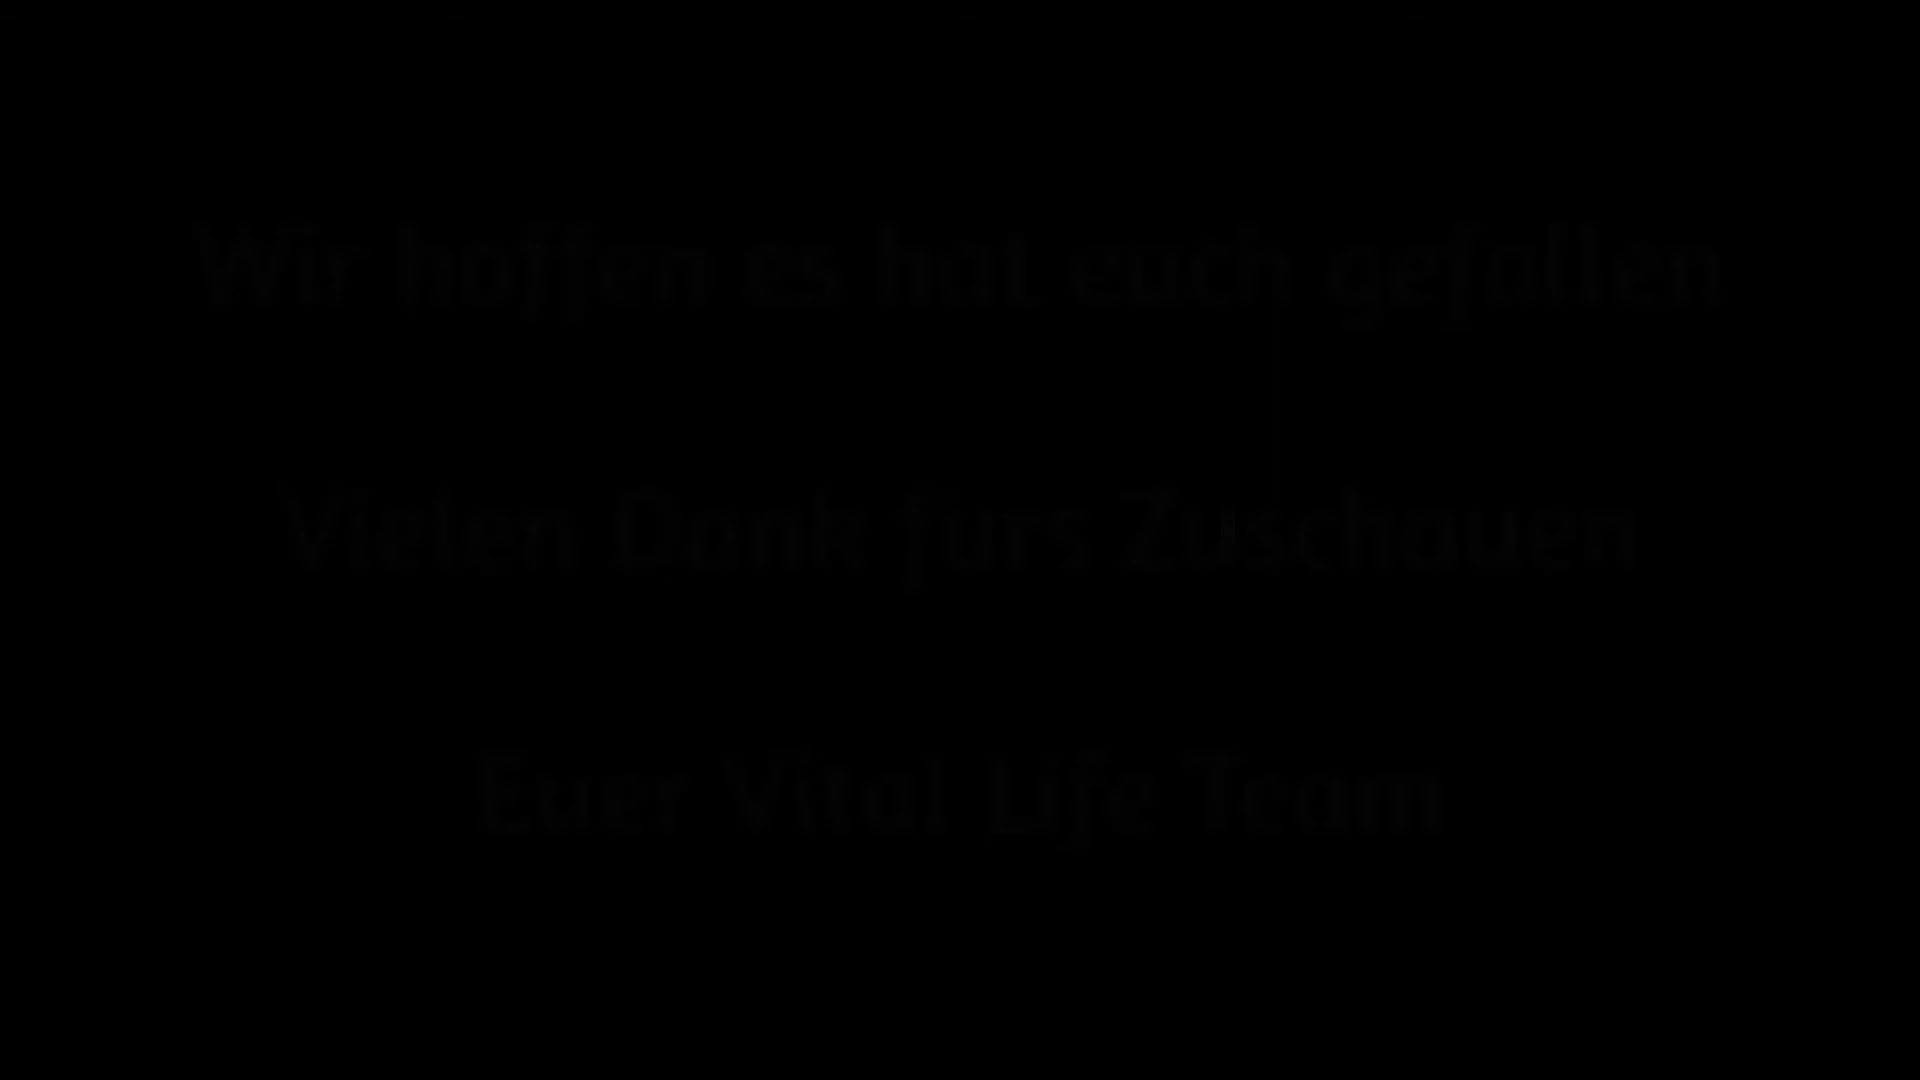 Wir hoffen es hat euch gefallen
Vielen Dank fürs Zuschauen
Euer Vital Life Team